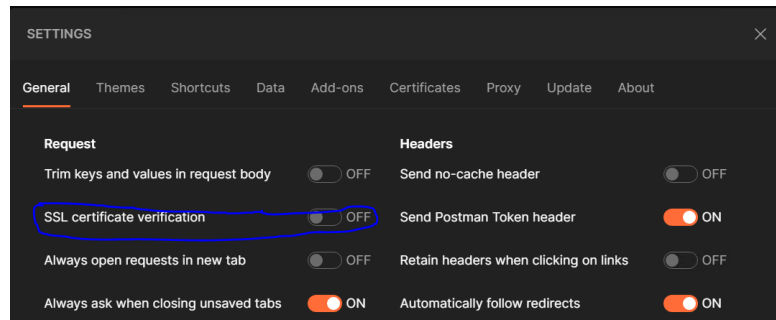 SETTINGS
General Themes Shortcuts Data Add-ons Certificates Proxy Update About
Request
Trim keys and values in request body OFF
SSL certificate verification OFF
Always open requests in new tab OFF
Always ask when closing unsaved tabs ON
Headers
Send no-cache header OFF
Send Postman Token header ON
Retain headers when clicking on links OFF
Automatically follow redirects ON